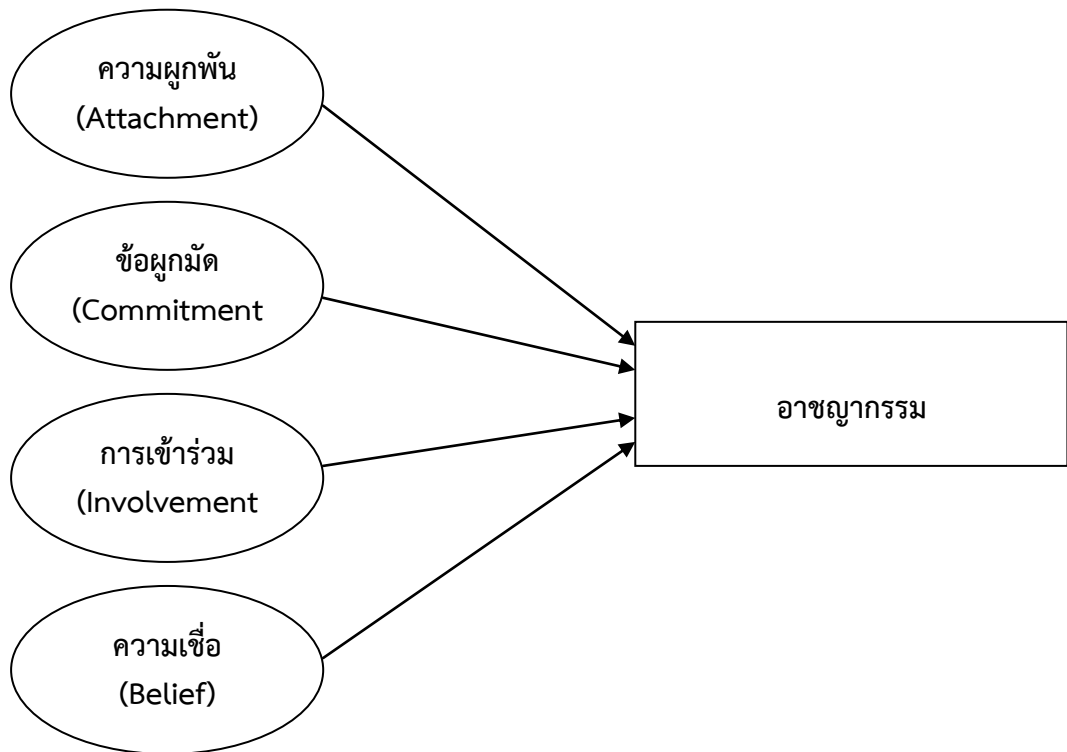 ความผูกพัน
(Attachment)
ข้อผูกมัด
(Commitment
การเข้าร่วม
(Involvement
ความเชื่อ
(Belief)
อาชญากรรม